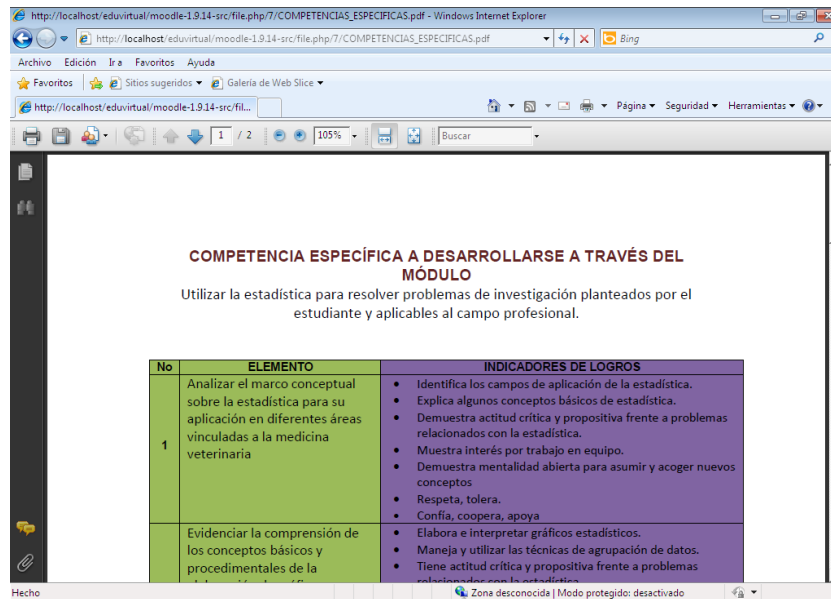 http://localhost/eduvirtual/moodle-1.9.14-src/file.php/7/COMPETENCIAS_ESPECIFICAS.pdf - Windows Internet Explorer
http://localhost/eduvirtual/moodle-1.9.14-src/file.php/7/COMPETENCIAS_ESPECIFICAS.pdf
Bing
Archivo Edición Ir a Favoritos Ayuda
Favoritos Sitios sugeridos Galería de Web Slice
http://localhost/eduvirtual/moodle-1.9.14-src/fil...
Página Seguridad Herramientas
1 / 2 105% Buscar
COMPETENCIA ESPECÍFICA A DESARROLLARSE A TRAVÉS DEL
MÓDULO
Utilizar la estadística para resolver problemas de investigación planteados por el
estudiante y aplicables al campo profesional.
No ELEMENTO INDICADORES DE LOGROS
1
Analizar el marco conceptual
sobre la estadística para su
aplicación en diferentes áreas
vinculadas a la medicina
veterinaria
• Identifica los campos de aplicación de la estadística.
• Explica algunos conceptos básicos de estadística.
• Demuestra actitud crítica y propositiva frente a problemas
relacionados con la estadística.
• Muestra interés por trabajo en equipo.
• Demuestra mentalidad abierta para asumir y acoger nuevos
conceptos
• Respeta, tolera.
• Confía, coopera, apoya
Evidenciar la comprensión de
los conceptos básicos y
procedimentales de la
• Elabora e interpretar gráficos estadísticos.
• Maneja y utilizar las técnicas de agrupación de datos.
• Tiene actitud crítica y propositiva frente a problemas
relacionados con la estadística
Hecho
Zona desconocida | Modo protegido: desactivado